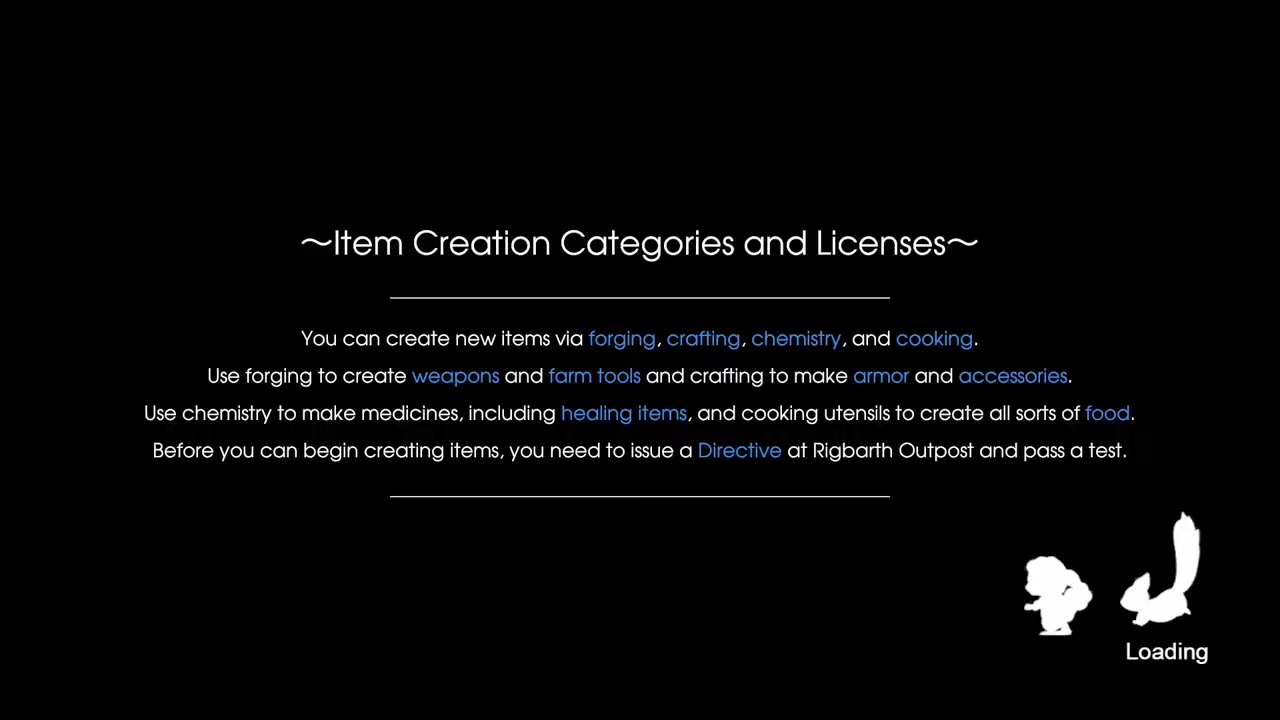 ～Item Creation Categories and Licenses～
You can create new items via forging, crafting, chemistry, and cooking.
Use forging to create weapons and farm tools and crafting to make armor and accessories.
Use chemistry to make medicines, including healing items, and cooking utensils to create all sorts of food.
Before you can begin creating items, you need to issue a Directive at Rigbarth Outpost and pass a test.
Loading